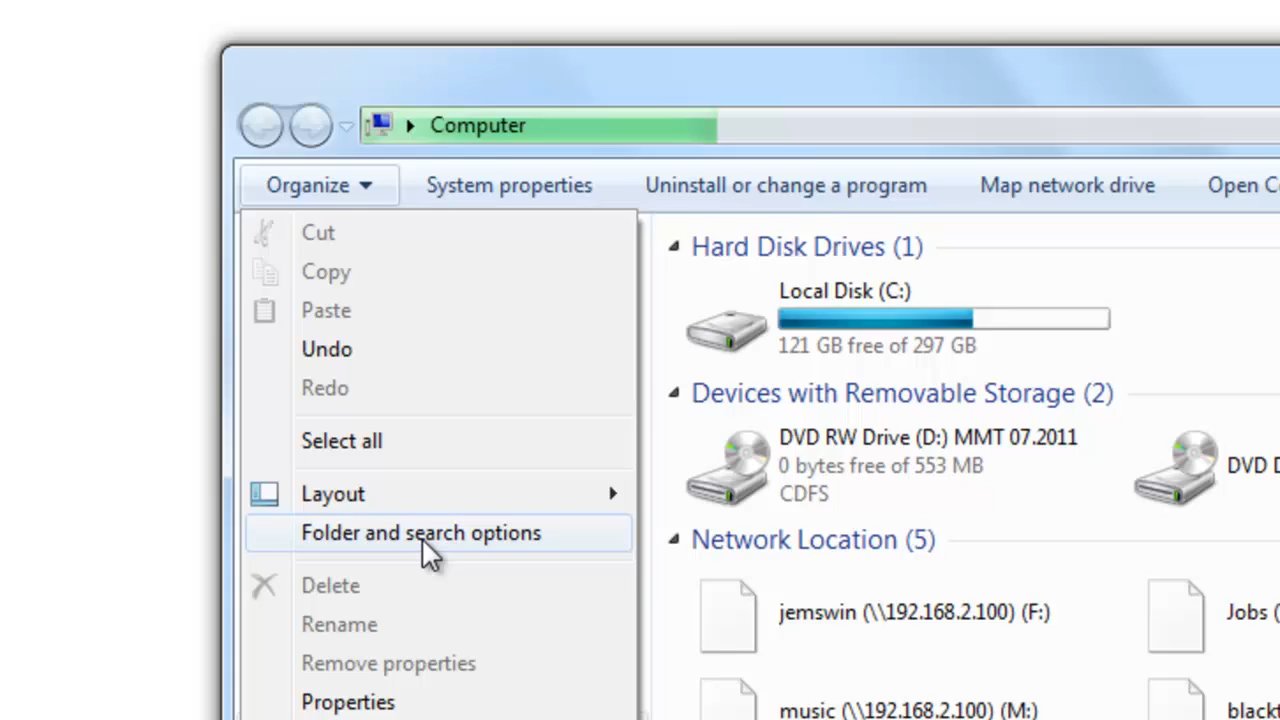 Computer
Organize
System properties
Uninstall or change a program
Map network drive
Open
Cut
Copy
Paste
Undo
Redo
Select all
Layout
Folder and search options
Delete
Rename
Remove properties
Properties
Hard Disk Drives (1)
Local Disk (C:)
121 GB free of 297 GB
Devices with Removable Storage (2)
DVD RW Drive (D:) MMT 07.2011
0 bytes free of 553 MB
CDFS
DVD
Network Location (5)
jemswin (\\192.168.2.100) (F:)
Jobs (
music (\\192.168.2.100) (M:)